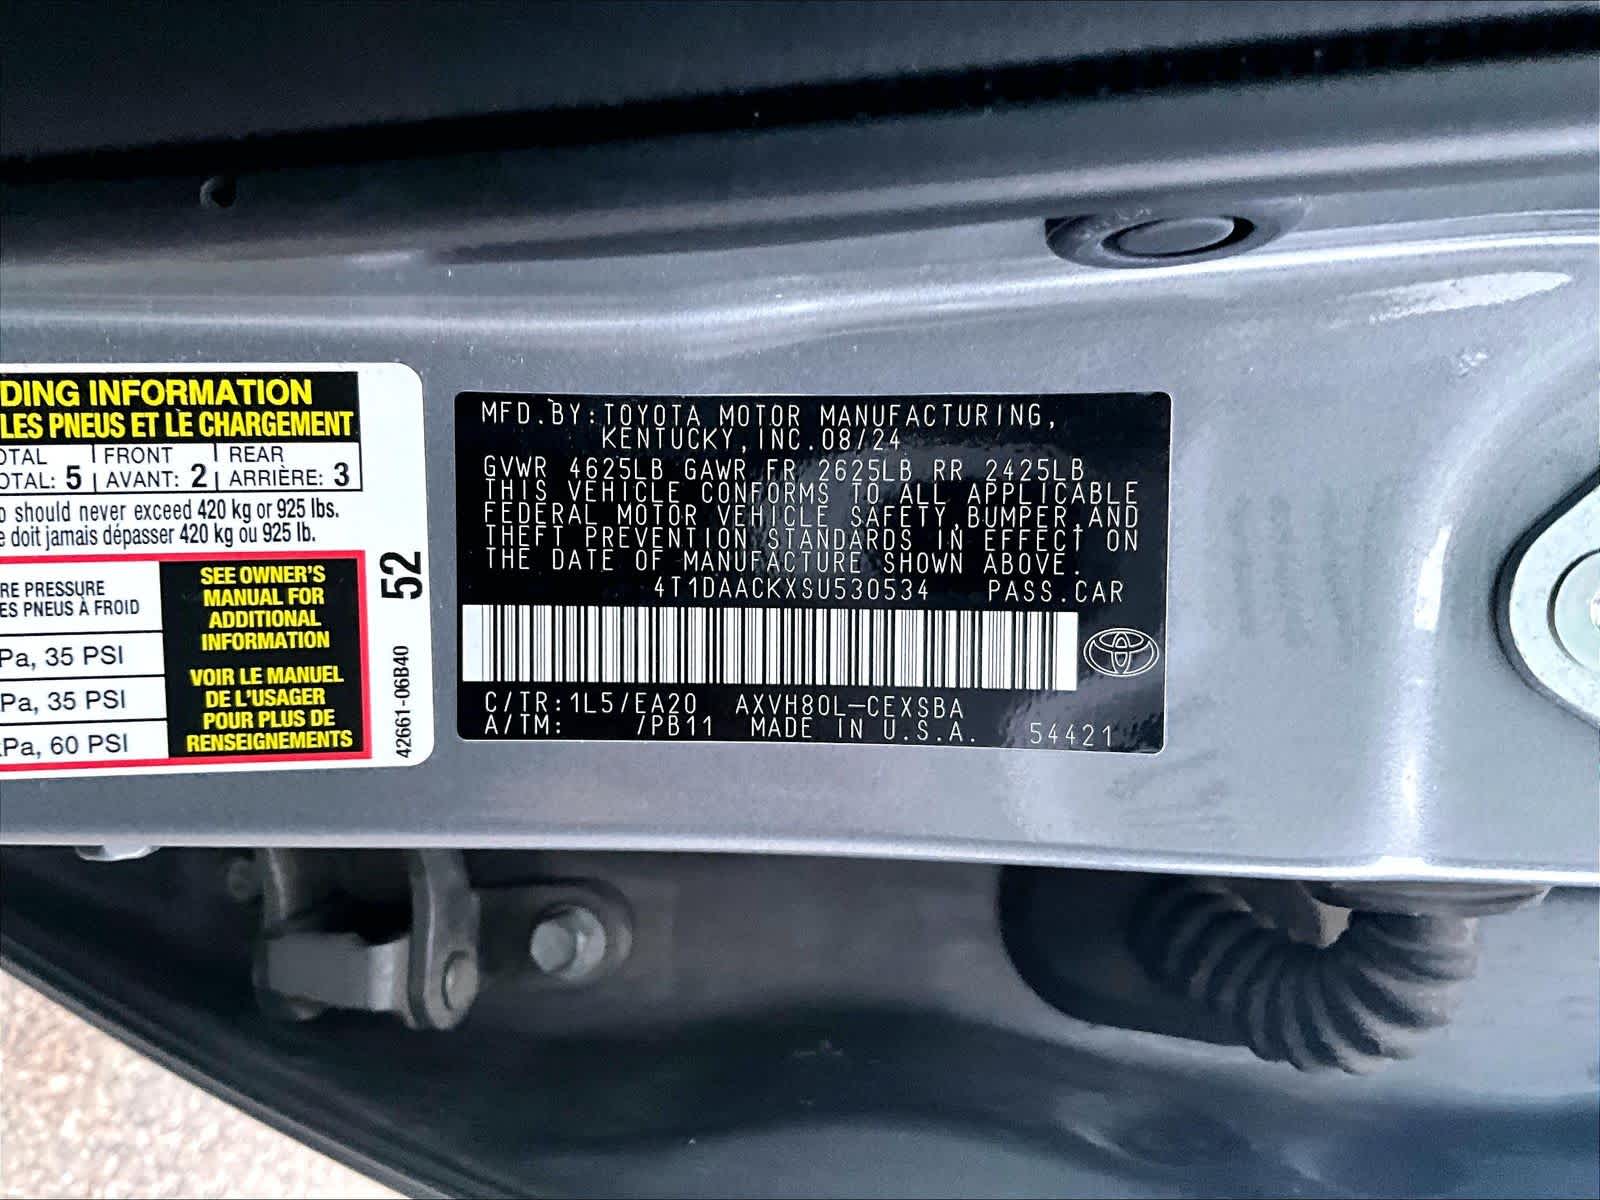 DING INFORMATION
LES PNEUS ET LE CHARGEMENT
OTAL FRONT REAR
OTAL: 5 AVANT: 2 ARRIÈRE: 3
should never exceed 420 kg or 925 lbs.
e doit jamais dépasser 420 kg ou 925 lb.
RE PRESSURE
ES PNEUS À FROID
SEE OWNER'S
MANUAL FOR
ADDITIONAL
INFORMATION
Pa, 35 PSI
Pa, 35 PSI
Pa, 60 PSI
VOIR LE MANUEL
DE L'USAGER
POUR PLUS DE
RENSEIGNEMENTS
52
42661-06B40
MFD.BY:TOYOTA MOTOR MANUFACTURING,
KENTUCKY,INC.08/24
GVWR 4625LB GAWR FR 2625LB RR 2425LB
THIS VEHICLE CONFORMS TO ALL APPLICABLE
FEDERAL MOTOR VEHICLE SAFETY,BUMPER,AND
THEFT PREVENTION STANDARDS IN EFFECT ON
THE DATE OF MANUFACTURE SHOWN ABOVE.
4T1DAACKXSU530534 PASS.CAR
C/TR:1L5/EA20 AXVH80L-CEXSBA
A/TM: /PB11 MADE IN U.S.A. 54421